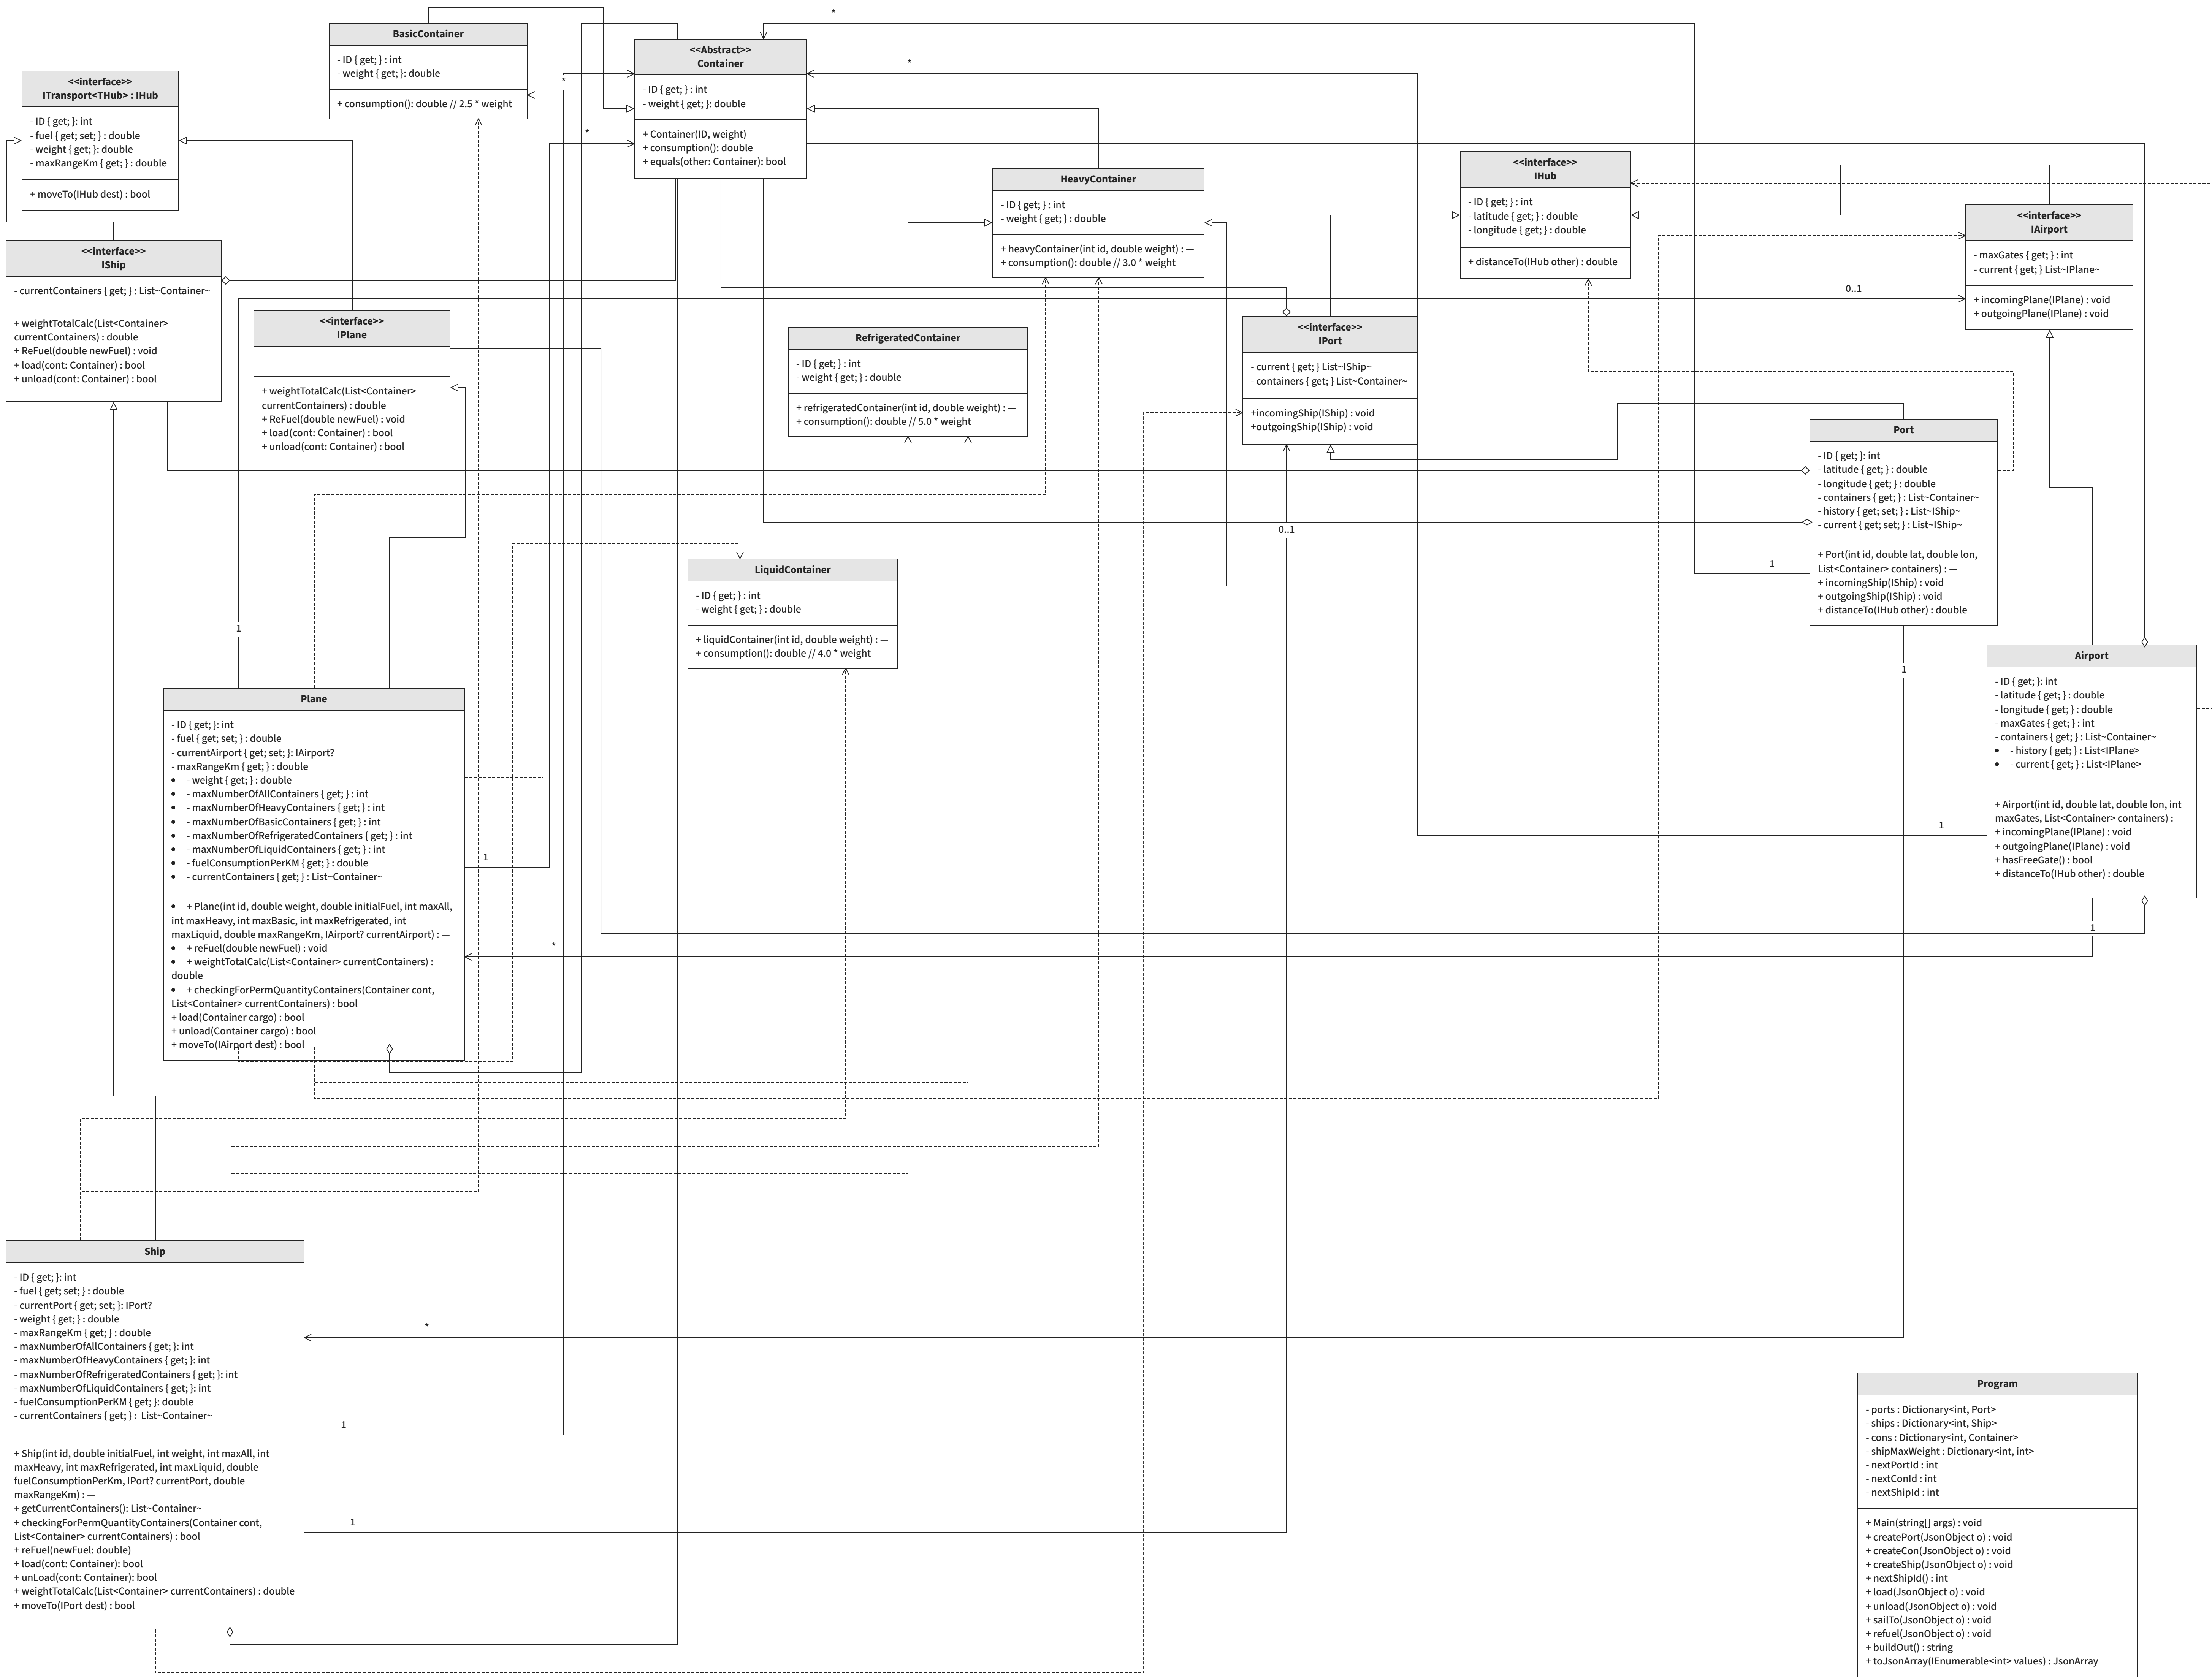 *
BasicContainer
- ID { get; } : int
- weight { get; }: double
+ consumption(): double // 2.5 * weight
<<Abstract>>
Container
- ID { get; } : int
- weight { get; }: double
+ Container(ID, weight)
+ consumption(): double
+ equals(other: Container): bool
*
*
*
<<interface>>
ITransport<THub> : IHub
- ID { get; }: int
- fuel { get; set; } : double
- weight { get; }: double
- maxRangeKm { get; } : double
+ moveTo(IHub dest) : bool
HeavyContainer
- ID { get; } : int
- weight { get; } : double
+ heavyContainer(int id, double weight) : —
+ consumption(): double // 3.0 * weight
<<interface>>
IHub
- ID { get; } : int
- latitude { get; } : double
- longitude { get; } : double
+ distanceTo(IHub other) : double
<<interface>>
IAirport
- maxGates { get; } : int
- current { get; } List~IPlane~
+ incomingPlane(IPlane) : void
+ outgoingPlane(IPlane) : void
0..1
<<interface>>
IShip
- currentContainers { get; } : List~Container~
+ weightTotalCalc(List<Container>
currentContainers) : double
+ ReFuel(double newFuel) : void
+ load(cont: Container) : bool
+ unload(cont: Container) : bool
<<interface>>
IPlane
+ weightTotalCalc(List<Container>
currentContainers) : double
+ ReFuel(double newFuel) : void
+ load(cont: Container) : bool
+ unload(cont: Container) : bool
RefrigeratedContainer
- ID { get; } : int
- weight { get; } : double
+ refrigeratedContainer(int id, double weight) : —
+ consumption(): double // 5.0 * weight
<<interface>>
IPort
- current { get; } List~IShip~
- containers { get; } List~Container~
+incomingShip(IShip) : void
+outgoingShip(IShip) : void
0..1
Port
- ID { get; }: int
- latitude { get; } : double
- longitude { get; } : double
- containers { get; } : List~Container~
- history { get; set; } : List~IShip~
- current { get; set; } : List~IShip~
+ Port(int id, double lat, double lon,
List<Container> containers) : —
+ incomingShip(IShip) : void
+ outgoingShip(IShip) : void
+ distanceTo(IHub other) : double
1
1
LiquidContainer
- ID { get; } : int
- weight { get; } : double
+ liquidContainer(int id, double weight) : —
+ consumption(): double // 4.0 * weight
1
Plane
- ID { get; }: int
- fuel { get; set; } : double
- currentAirport { get; set; }: IAirport?
- maxRangeKm { get; } : double
• - weight { get; } : double
• - maxNumberOfAllContainers { get; } : int
• - maxNumberOfHeavyContainers { get; } : int
• - maxNumberOfBasicContainers { get; } : int
• - maxNumberOfRefrigeratedContainers { get; } : int
• - maxNumberOfLiquidContainers { get; } : int
• - fuelConsumptionPerKM { get; } : double
• - currentContainers { get; } : List~Container~
• + Plane(int id, double weight, double initialFuel, int maxAll,
int maxHeavy, int maxBasic, int maxRefrigerated, int
maxLiquid, double maxRangeKm, IAirport? currentAirport) : —
• + reFuel(double newFuel) : void
• + weightTotalCalc(List<Container> currentContainers) :
double
• + checkingForPermQuantityContainers(Container cont,
List<Container> currentContainers) : bool
+ load(Container cargo) : bool
+ unload(Container cargo) : bool
+ moveTo(IAirport dest) : bool
1
*
Airport
- ID { get; }: int
- latitude { get; } : double
- longitude { get; } : double
- maxGates { get; } : int
- containers { get; } : List~Container~
• - history { get; } : List<IPlane>
• - current { get; } : List<IPlane>
+ Airport(int id, double lat, double lon, int
maxGates, List<Container> containers) : —
+ incomingPlane(IPlane) : void
+ outgoingPlane(IPlane) : void
+ hasFreeGate() : bool
+ distanceTo(IHub other) : double
1
1
Ship
- ID { get; }: int
- fuel { get; set; } : double
- currentPort { get; set; }: IPort?
- weight { get; } : double
- maxRangeKm { get; } : double
- maxNumberOfAllContainers { get; }: int
- maxNumberOfHeavyContainers { get; }: int
- maxNumberOfRefrigeratedContainers { get; }: int
- maxNumberOfLiquidContainers { get; }: int
- fuelConsumptionPerKM { get; }: double
- currentContainers { get; } : List~Container~
+ Ship(int id, double initialFuel, int weight, int maxAll, int
maxHeavy, int maxRefrigerated, int maxLiquid, double
fuelConsumptionPerKm, IPort? currentPort, double
maxRangeKm) : —
+ getCurrentContainers(): List~Container~
+ checkingForPermQuantityContainers(Container cont,
List<Container> currentContainers) : bool
+ reFuel(newFuel: double)
+ load(cont: Container): bool
+ unLoad(cont: Container): bool
+ weightTotalCalc(List<Container> currentContainers) : double
+ moveTo(IPort dest) : bool
*
1
1
Program
- ports : Dictionary<int, Port>
- ships : Dictionary<int, Ship>
- cons : Dictionary<int, Container>
- shipMaxWeight : Dictionary<int, int>
- nextPortId : int
- nextConId : int
- nextShipId : int
+ Main(string[] args) : void
+ createPort(JsonObject o) : void
+ createCon(JsonObject o) : void
+ createShip(JsonObject o) : void
+ nextShipId() : int
+ load(JsonObject o) : void
+ unload(JsonObject o) : void
+ sailTo(JsonObject o) : void
+ refuel(JsonObject o) : void
+ buildOut() : string
+ toJsonArray(IEnumerable<int> values) : JsonArray